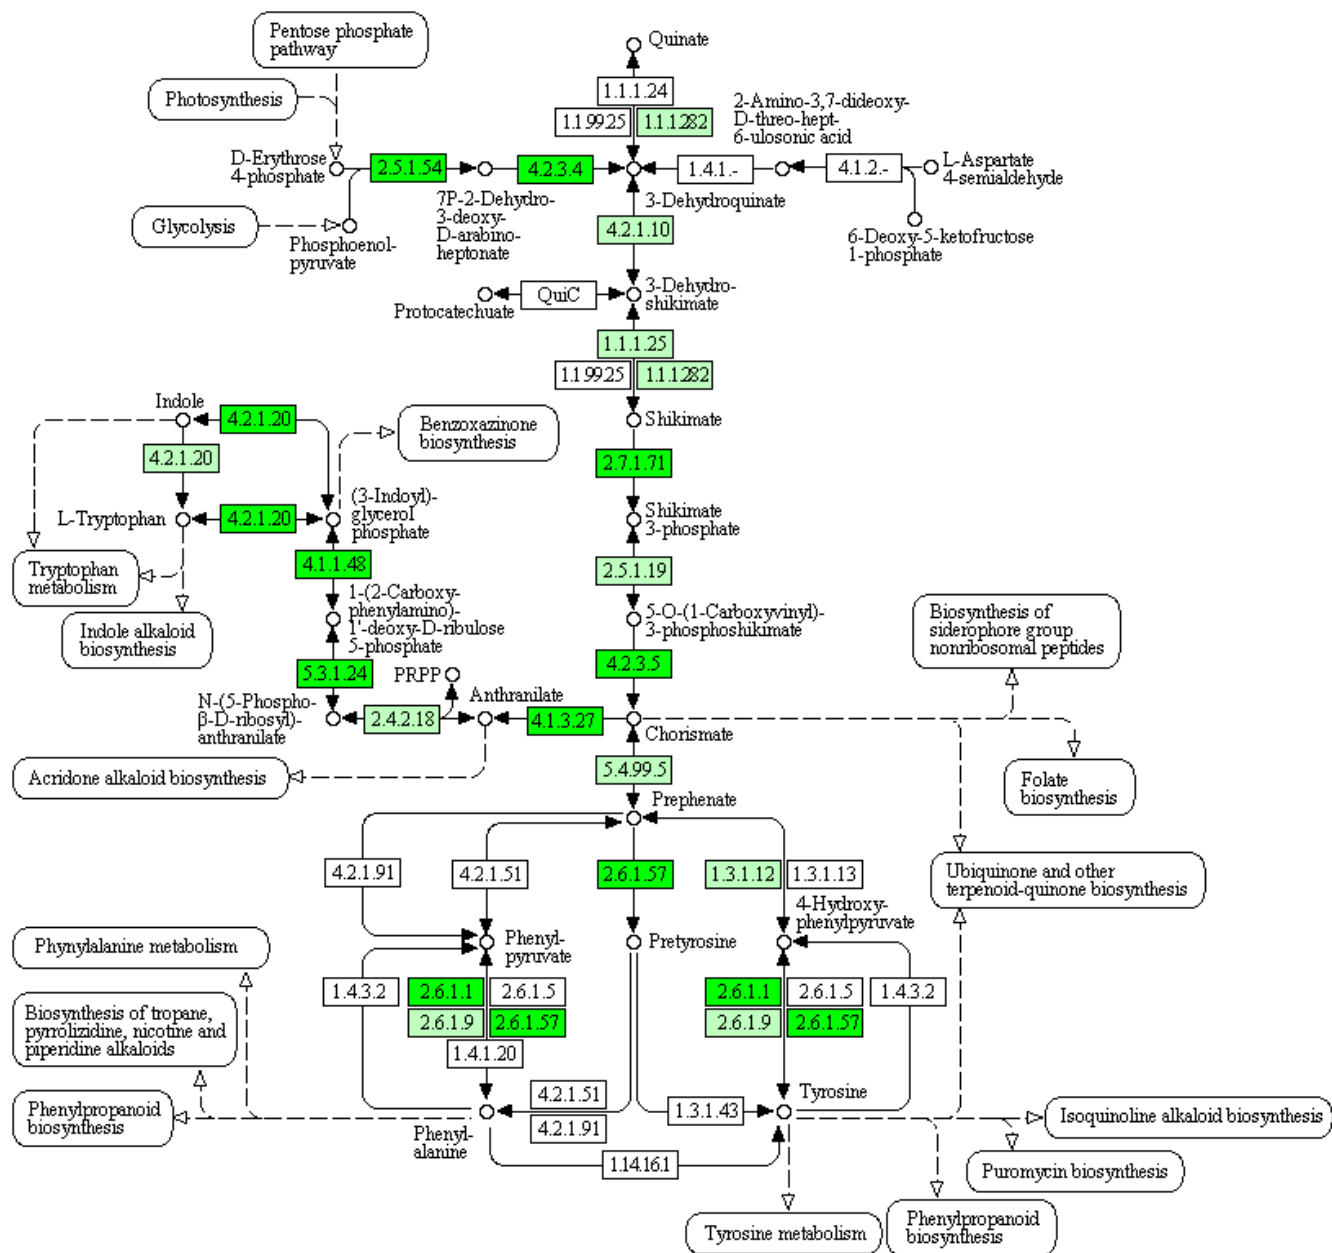 Pentose phosphate
pathway
Quinate
Photosynthesis
1.1.1.24
1.1.99.25
1.1.1.282
2-Amino-3,7-dideoxy-
D-threo-hept-
6-ulosonic acid
D-Erythrose
4-phosphate
2.5.1.54
4.2.3.4
1.4.1.-
4.1.2.-
L-Aspartate
4-semialdehyde
Glycolysis
Phosphoenol-
pyruvate
7P-2-Dehydro-
3-deoxy-
D-arabino-
heptonate
3-Dehydroquinate
4.2.1.10
6-Deoxy-5-ketofructose
1-phosphate
Protocatechuate
QuiC
3-Dehydro-
shikimate
1.1.1.25
1.1.99.25
1.1.1.282
Indole
4.2.1.20
Benzoxazinone
biosynthesis
Shikimate
4.2.1.20
2.7.1.71
L-Tryptophan
4.2.1.20
(3-Indoyl)-
glycerol
phosphate
Shikimate
3-phosphate
Tryptophan
metabolism
4.1.1.48
2.5.1.19
Indole alkaloid
biosynthesis
1-(2-Carboxy-
phenylamino)-
1'-deoxy-D-ribulose
5-phosphate
5-O-(1-Carboxyvinyl)-
3-phosphoshikimate
Biosynthesis of
siderophore group
nonribosomal peptides
5.3.1.24
PRPP
4.2.3.5
N-(5-Phospho-
β-D-ribosyl)-
anthranilate
2.4.2.18
Anthranilate
4.1.3.27
Chorismate
Acridone alkaloid biosynthesis
5.4.99.5
Folate
biosynthesis
Prephenate
4.2.1.91
4.2.1.51
2.6.1.57
1.3.1.12
1.3.1.13
Ubiquinone and other
terpenoid-quinone biosynthesis
4-Hydroxy-
phenylpyruvate
Phynylalanine metabolism
Phenyl-
pyruvate
Pretyrosine
1.4.3.2
2.6.1.1
2.6.1.5
2.6.1.9
2.6.1.57
1.4.1.20
2.6.1.1
2.6.1.5
2.6.1.9
2.6.1.57
1.4.3.2
Biosynthesis of tropane,
pyrrolizidine, nicotine and
piperidine alkaloids
Phenylpropanoid
biosynthesis
4.2.1.51
4.2.1.91
1.3.1.43
Tyrosine
Phenyl-
alanine
1.14.16.1
Isoquinoline alkaloid biosynthesis
Puromycin biosynthesis
Tyrosine metabolism
Phenylpropanoid
biosynthesis